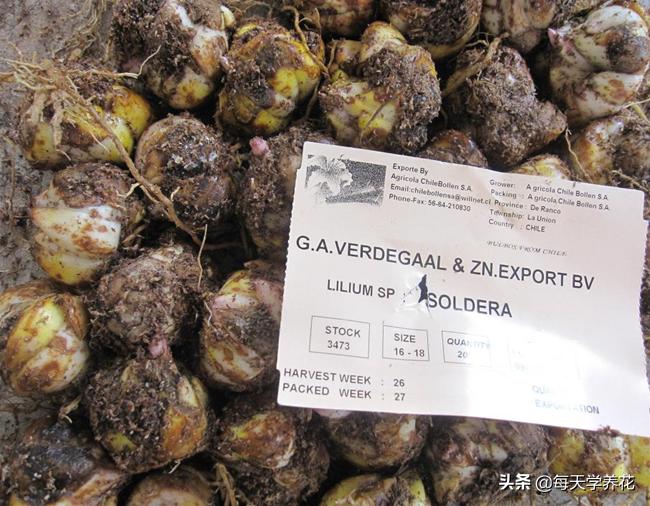 Exporte By
Agricola ChileBollen S.A.
Email:chilebollensa@willnet.cl
Phone-Fax: 56-64-210830
Grower: Agricola Chile Bollen S.A.
Packing : Agricola Chile Bollen S.A.
Province : De Ranco
Township: La Union
Country : CHILE
BULBOS FROM CHILE
G.A.VERDEGAAL & ZN.EXPORT BV
LILIUM SP SOLDERA
STOCK
3473
SIZE
16 - 18
QUANTITY
HARVEST WEEK : 26
PACKED WEEK : 27
EXPORTATION
头条 @每天学养花